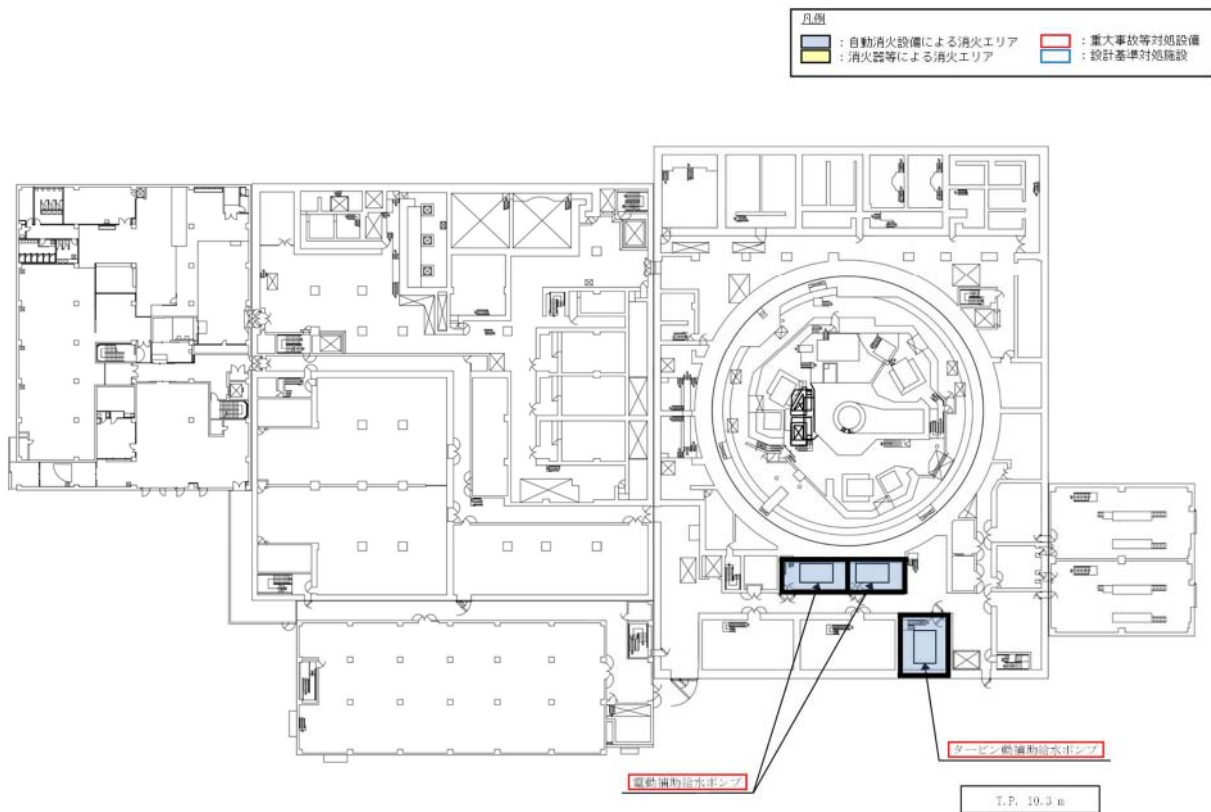 凡例
：自動消火設備による消火エリア
：重大事故等対処設備
：消火器等による消火エリア
：設計基準対処施設
タービン動補助給水ポンプ
電動補助給水ポンプ
T.P. 10.3 m